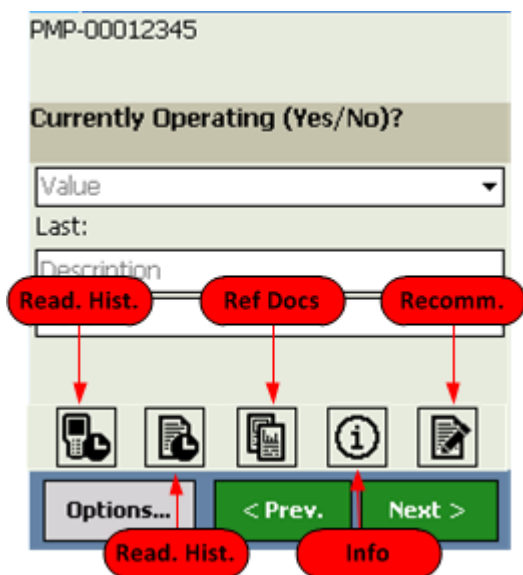 PMP-00012345
Currently Operating (Yes/No)?
Value
Last:
Description
Read. Hist.
Ref Docs
Recomm.
Options...
< Prev.
Next >
Read. Hist.
Info